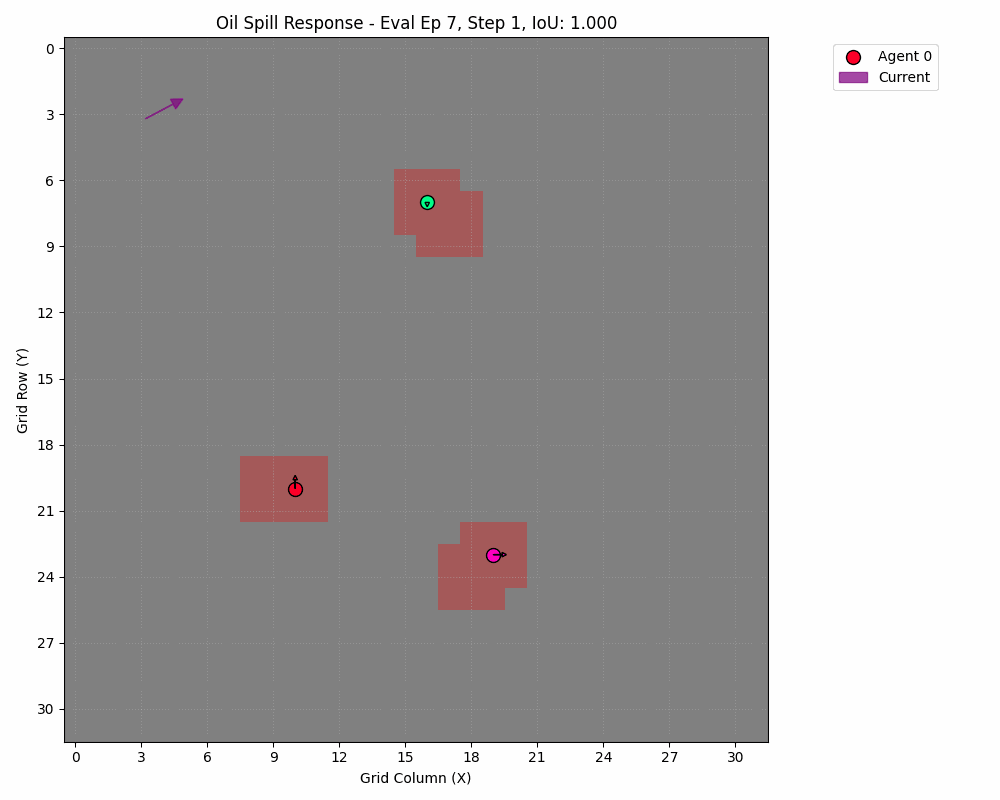 Oil Spill Response - Eval Ep 7, Step 1, IoU: 1.000
Agent 0
Current
0
3
6
9
12
15
18
21
24
27
30
Grid Row (Y)
0 3 6 9 12 15 18 21 24 27 30
Grid Column (X)